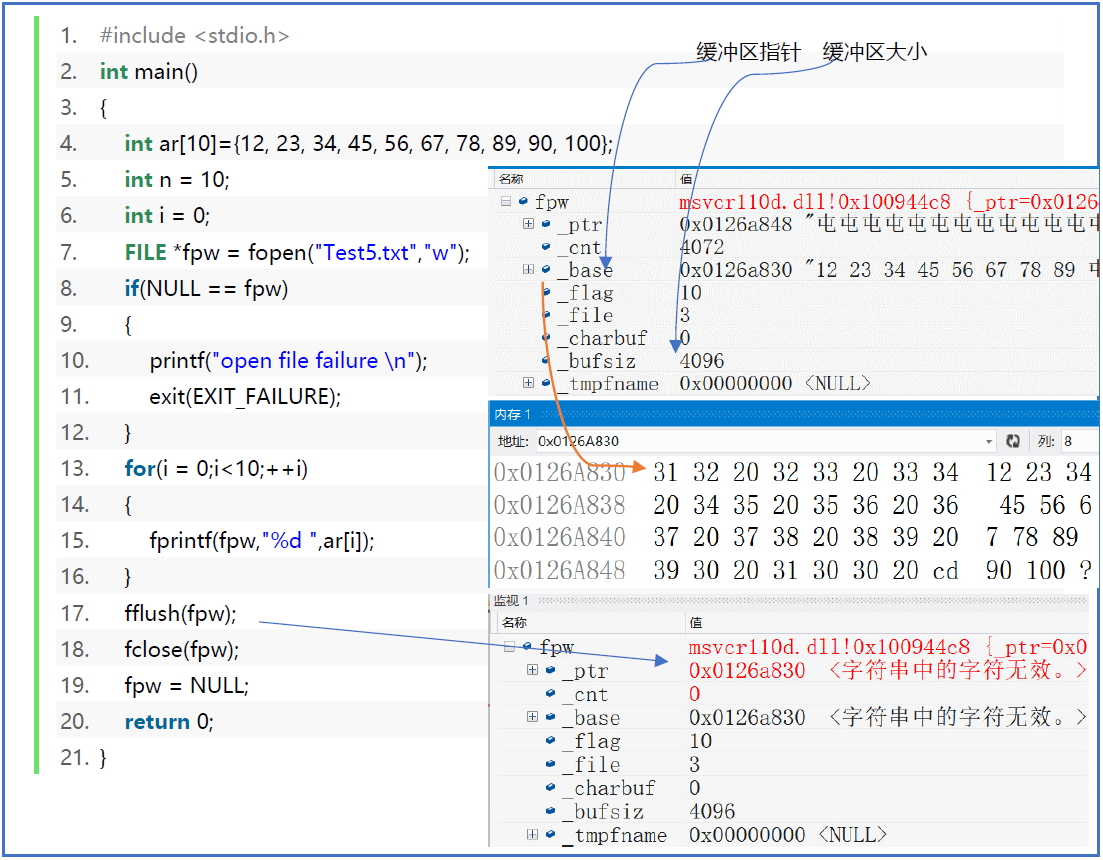 1. #include <stdio.h>
2. int main()
3. {
4. int ar[10]={12, 23, 34, 45, 56, 67, 78, 89, 90, 100};
5. int n = 10;
6. int i = 0;
7. FILE *fpw = fopen("Test5.txt","w");
8. if(NULL == fpw)
9. {
10. printf("open file failure \n");
11. exit(EXIT_FAILURE);
12. }
13. for(i = 0;i<10;++i)
14. {
15. fprintf(fpw,"%d ",ar[i]);
16. }
17. fflush(fpw);
18. fclose(fpw);
19. fpw = NULL;
20. return 0;
21. }
缓冲区指针 缓冲区大小
名称 值
fpw msvcr110d.dll!0x100944c8 {_ptr=0x0126
_ptr 0x0126a848 "屯屯屯屯屯屯屯屯屯屯屯屯
_cnt 4072
_base 0x0126a830 "12 23 34 45 56 67 78 89 屯
_flag 10
_file 3
_charbuf 0
_bufsiz 4096
_tmpfname 0x00000000 <NULL>
内存 1
地址: 0x0126A830 列: 8
0x0126A830 31 32 20 32 33 20 33 34 12 23 34
0x0126A838 20 34 35 20 35 36 20 36 45 56 6
0x0126A840 37 20 37 38 20 38 39 20 7 78 89
0x0126A848 39 30 20 31 30 30 20 cd 90 100 ?
监视 1
名称 值
fpw msvcr110d.dll!0x100944c8 {_ptr=0x0
_ptr 0x0126a830 <字符串中的字符无效。>
_cnt 0
_base 0x0126a830 <字符串中的字符无效。>
_flag 10
_file 3
_charbuf 0
_bufsiz 4096
_tmpfname 0x00000000 <NULL>